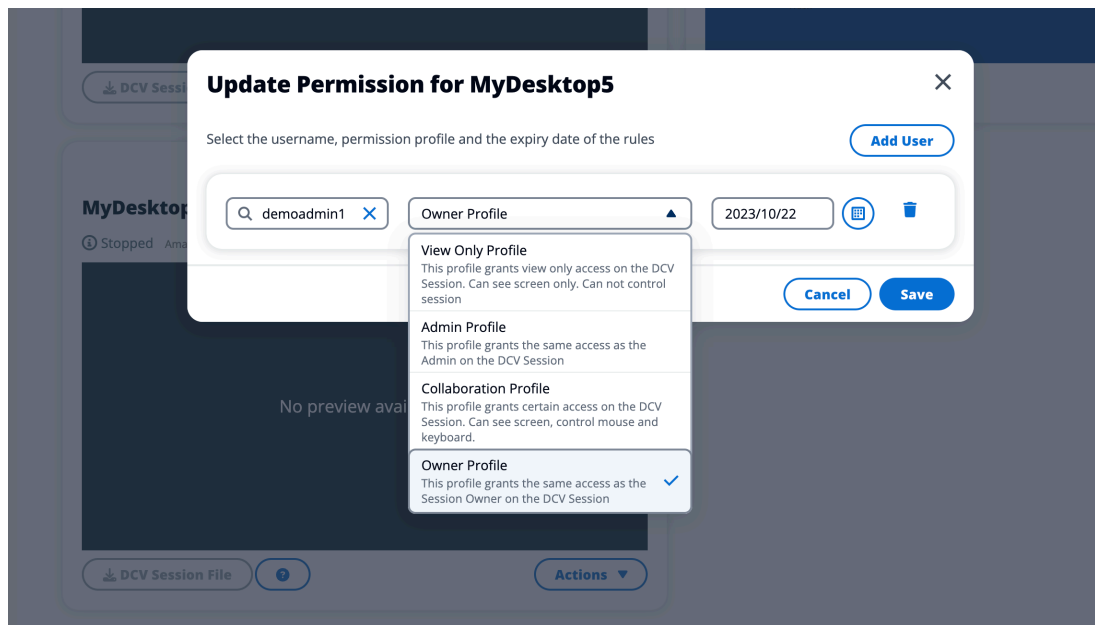 DCV Sessi
Update Permission for MyDesktop5
Select the username, permission profile and the expiry date of the rules
Add User
MyDesktop
demoadmin1
Owner Profile
2023/10/22
Stopped Ama
View Only Profile
This profile grants view only access on the DCV
Session. Can see screen only. Can not control
session
Cancel
Save
Admin Profile
This profile grants the same access as the
Admin on the DCV Session
Collaboration Profile
This profile grants certain access on the DCV
Session. Can see screen, control mouse and
keyboard.
No preview avai
Owner Profile
This profile grants the same access as the
Session Owner on the DCV Session
DCV Session File
?
Actions